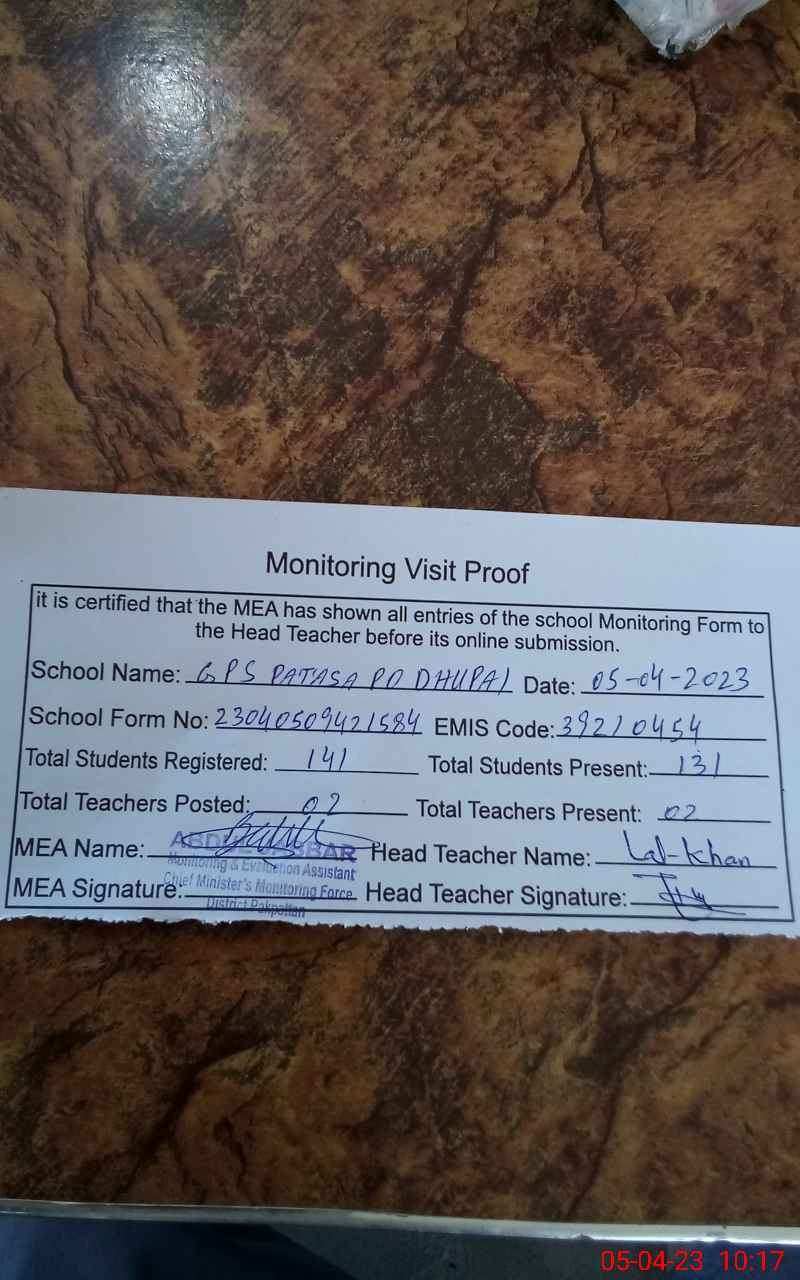 Monitoring Visit Proof
it is certified that the MEA has shown all entries of the school Monitoring Form to
the Head Teacher before its online submission.
School Name: GPS PATASA PO DHUPAI Date: 05-04-2023
School Form No: 23040509421584 EMIS Code: 39210454
Total Students Registered: 141 Total Students Present: 131
Total Teachers Posted: 02 Total Teachers Present: 02
MEA Name: JABBAR Head Teacher Name: Lal-khan
Monitoring & Evaluation Assistant
MEA Signature: Chief Minister's Monitoring Force Head Teacher Signature:
District Pakpattan
05-04-23 10:17